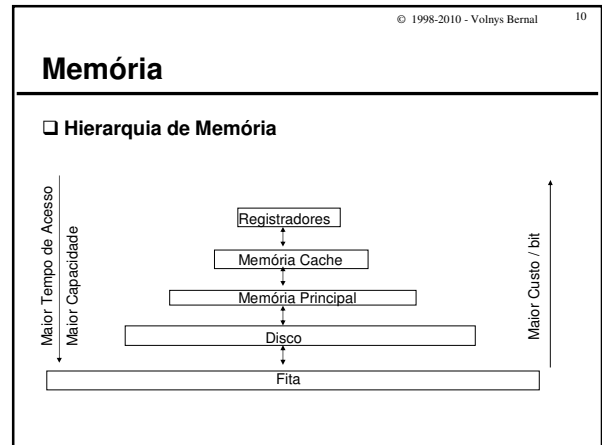 © 1998-2010 - Volnys Bernal 10
Memória
❑ Hierarquia de Memória
Maior Tempo de Acesso
Maior Capacidade
Registradores
Memória Cache
Memória Principal
Disco
Fita
Maior Custo / bit